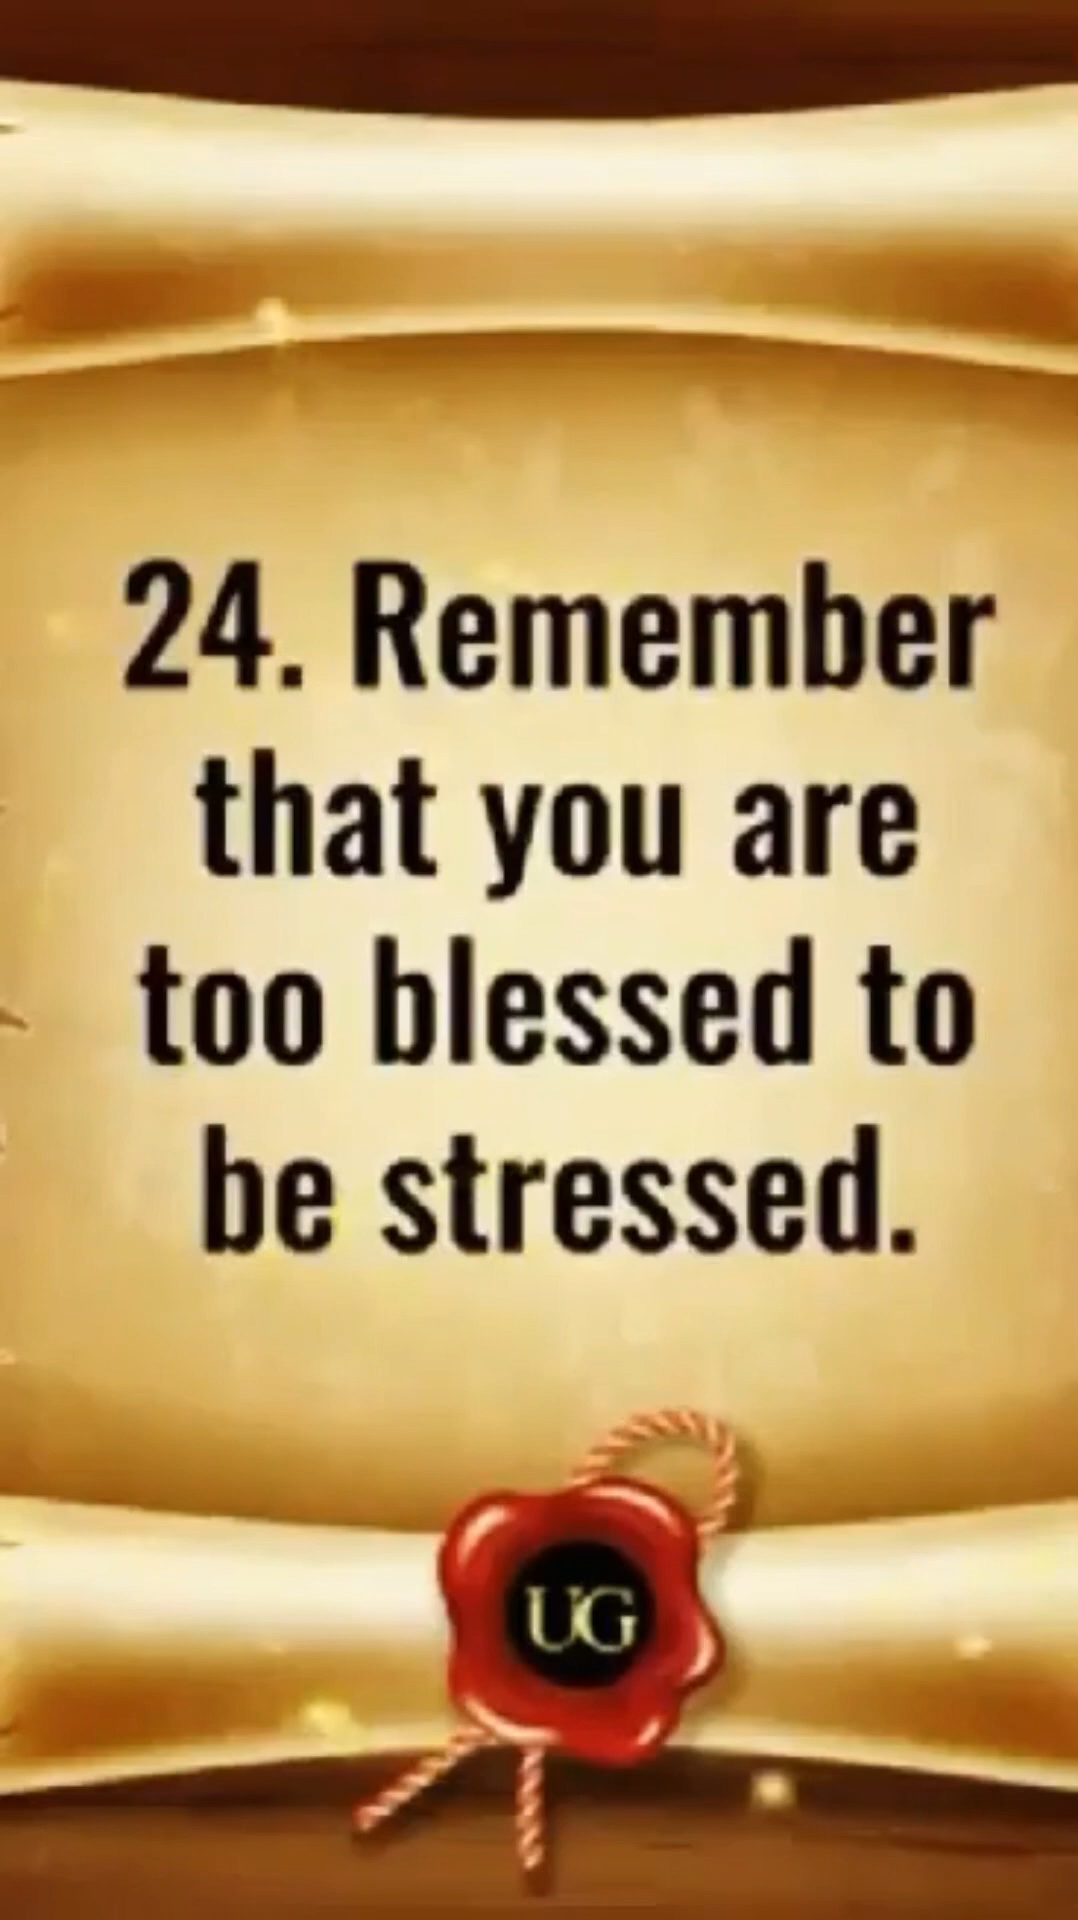 24. Remember
that you are
too blessed to
be stressed.
UG